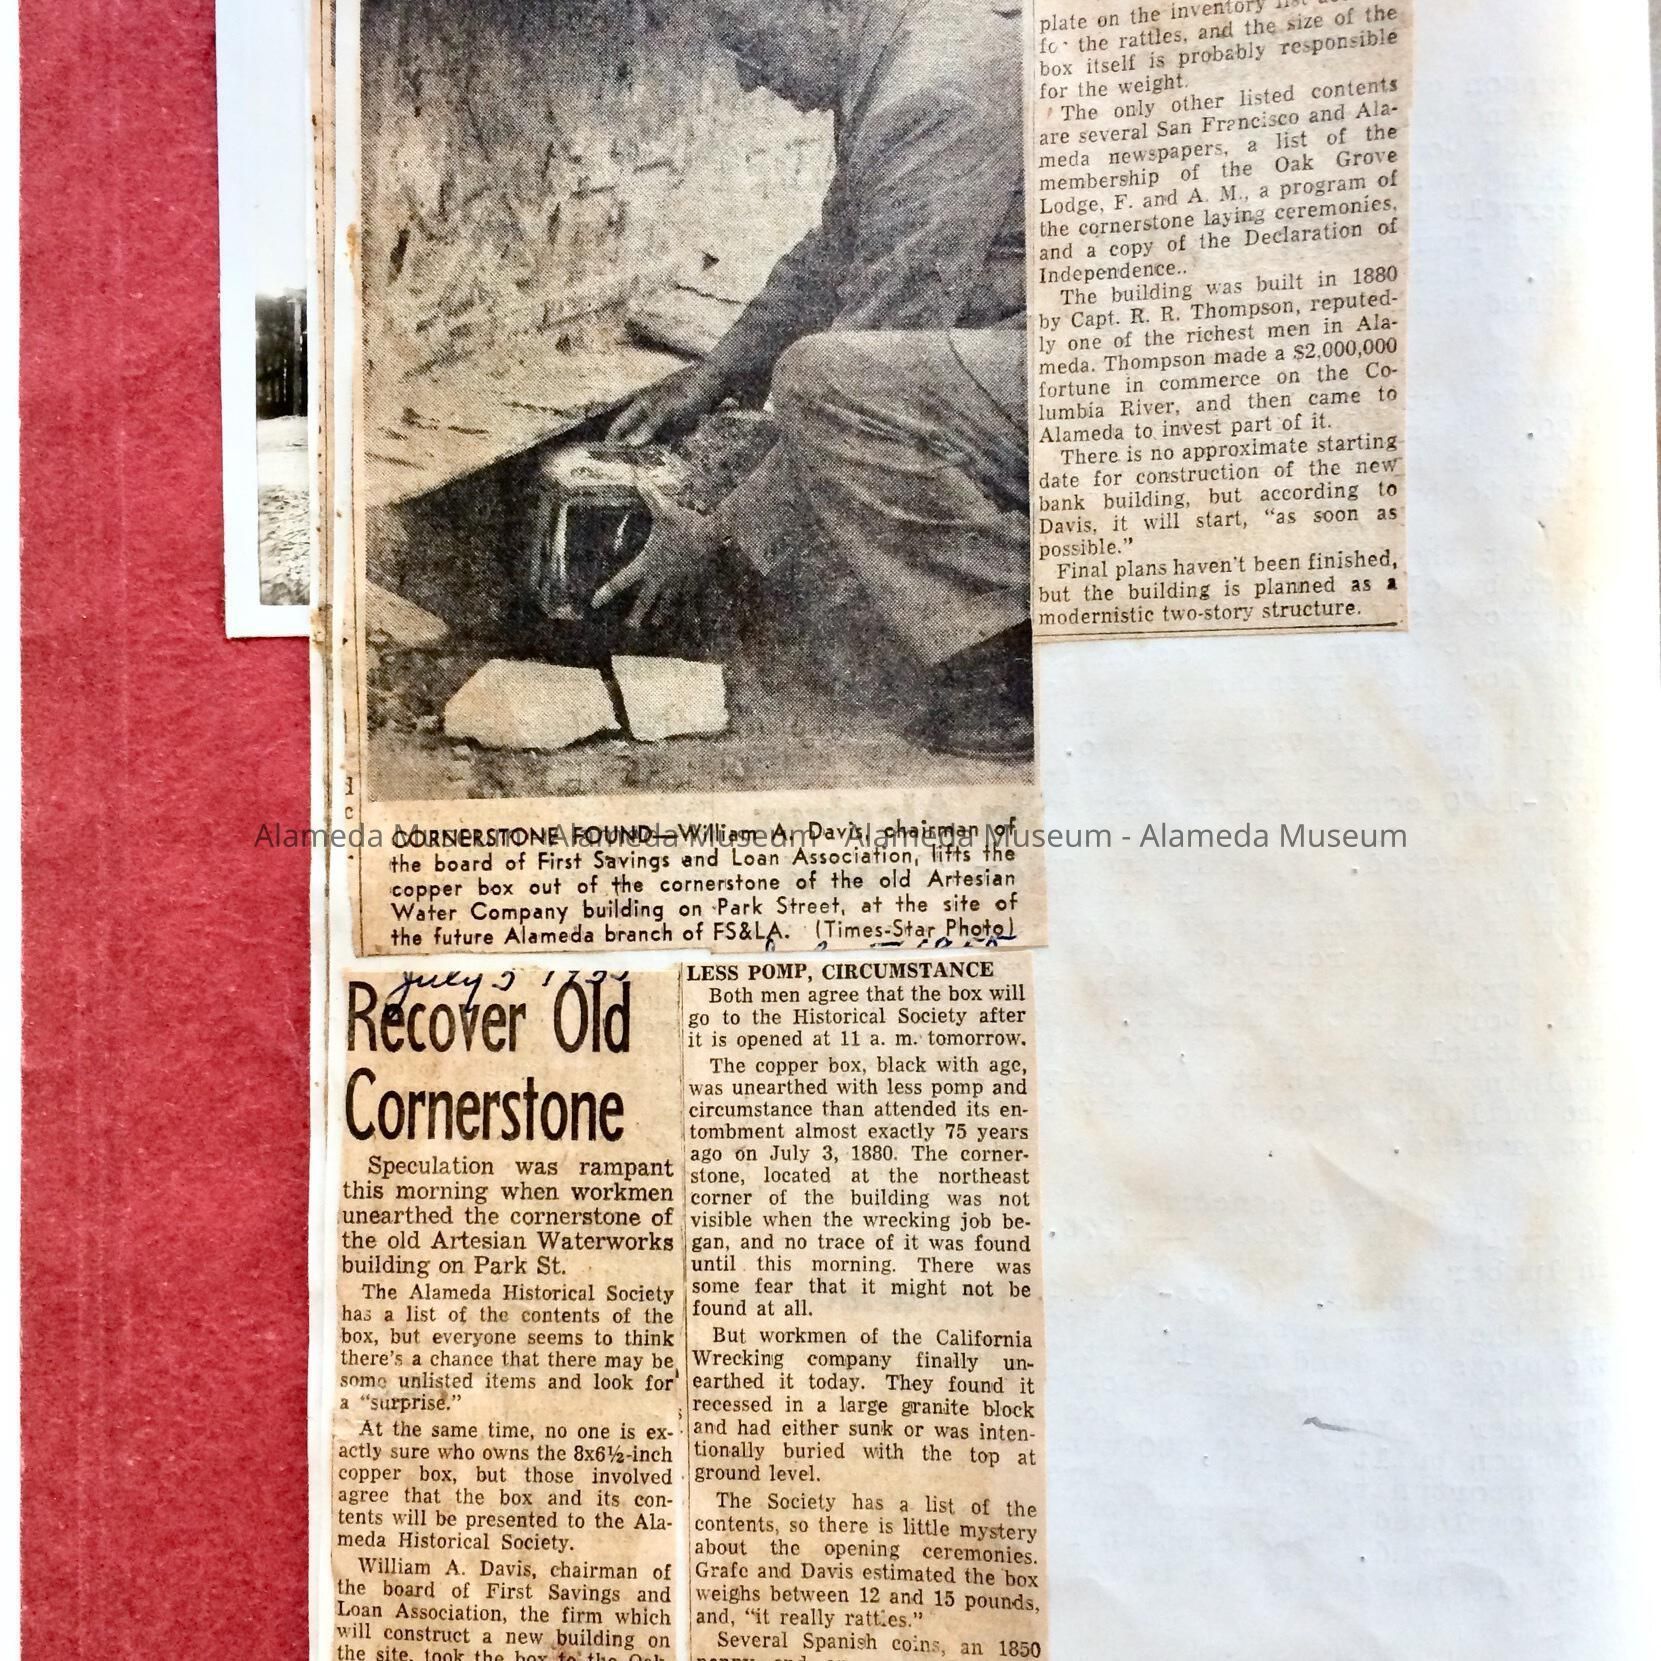 CORNERSTONE FOUND—William A. Davis, chairman of
the board of First Savings and Loan Association, lifts the
copper box out of the cornerstone of the old Artesian
Water Company building on Park Street, at the site of
the future Alameda branch of FS&LA. (Times-Star Photo)
Alameda Museum - Alameda Museum - Alameda Museum - Alameda Museum
July 5
Recover Old
Cornerstone
Speculation was rampant
this morning when workmen
unearthed the cornerstone of
the old Artesian Waterworks
building on Park St.
The Alameda Historical Society
has a list of the contents of the
box, but everyone seems to think
there's a chance that there may be
some unlisted items and look for
a "surprise."
At the same time, no one is ex-
actly sure who owns the 8x6½-inch
copper box, but those involved
agree that the box and its con-
tents will be presented to the Ala-
meda Historical Society.
William A. Davis, chairman of
the board of First Savings and
Loan Association, the firm which
will construct a new building on
the site, took the box to the Oak
LESS POMP, CIRCUMSTANCE
Both men agree that the box will
go to the Historical Society after
it is opened at 11 a. m. tomorrow.
The copper box, black with age,
was unearthed with less pomp and
circumstance than attended its en-
tombment almost exactly 75 years
ago on July 3, 1880. The corner-
stone, located at the northeast
corner of the building was not
visible when the wrecking job be-
gan, and no trace of it was found
until this morning. There was
some fear that it might not be
found at all.
But workmen of the California
Wrecking company finally un-
earthed it today. They found it
recessed in a large granite block
and had either sunk or was inten-
tionally buried with the top at
ground level.
The Society has a list of the
contents, so there is little mystery
about the opening ceremonies.
Grafe and Davis estimated the box
weighs between 12 and 15 pounds,
and, "it really rattles."
Several Spanish coins, an 1850
plate on the inventory list
for the rattles, and the size of the
box itself is probably responsible
for the weight.
The only other listed contents
are several San Francisco and Ala-
meda newspapers, a list of the
membership of the Oak Grove
Lodge, F. and A. M., a program of
the cornerstone laying ceremonies,
and a copy of the Declaration of
Independence..
The building was built in 1880
by Capt. R. R. Thompson, reputed-
ly one of the richest men in Ala-
meda. Thompson made a $2,000,000
fortune in commerce on the Co-
lumbia River, and then came to
Alameda to invest part of it.
There is no approximate starting
date for construction of the new
bank building, but according to
Davis, it will start, "as soon as
possible."
Final plans haven't been finished,
but the building is planned as a
modernistic two-story structure.